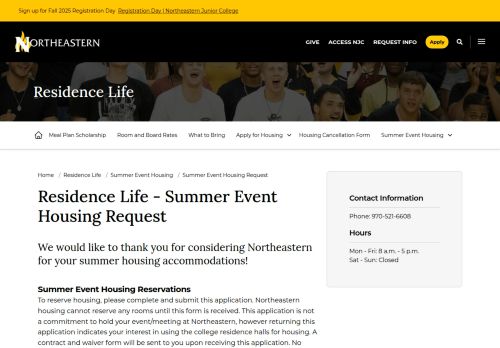 Sign up for Fall 2025 Registration Day Registration Day | Northeastern Junior College
NORTHEASTERN
GIVE ACCESS NJC REQUEST INFO Apply
Residence Life
Meal Plan Scholarship Room and Board Rates What to Bring Apply for Housing Housing Cancellation Form Summer Event Housing
Home / Residence Life / Summer Event Housing / Summer Event Housing Request
Residence Life - Summer Event
Housing Request
We would like to thank you for considering Northeastern
for your summer housing accommodations!
Summer Event Housing Reservations
To reserve housing, please complete and submit this application. Northeastern
housing cannot reserve any rooms until this form is received. This application is not
a commitment to hold your event/meeting at Northeastern, however returning this
application indicates your interest in using the college residence halls for housing. A
contract and waiver form will be sent to you upon receiving this application. No
Contact Information
Phone: 970-521-6608
Hours
Mon - Fri: 8 a.m. - 5 p.m.
Sat - Sun: Closed